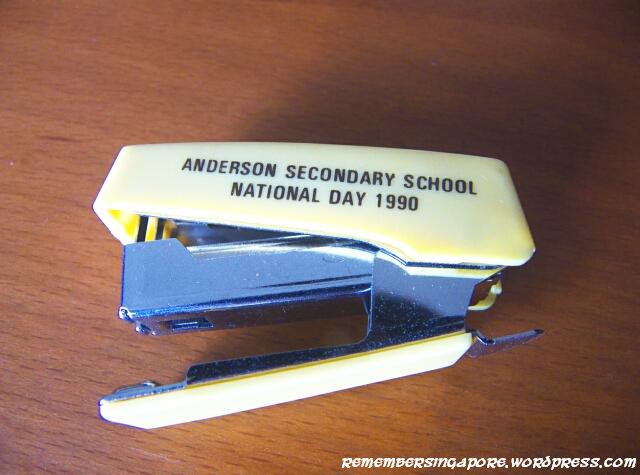 ANDERSON SECONDARY SCHOOL
NATIONAL DAY 1990
REMEMBERSINGAPORE.WORDPRESS.COM